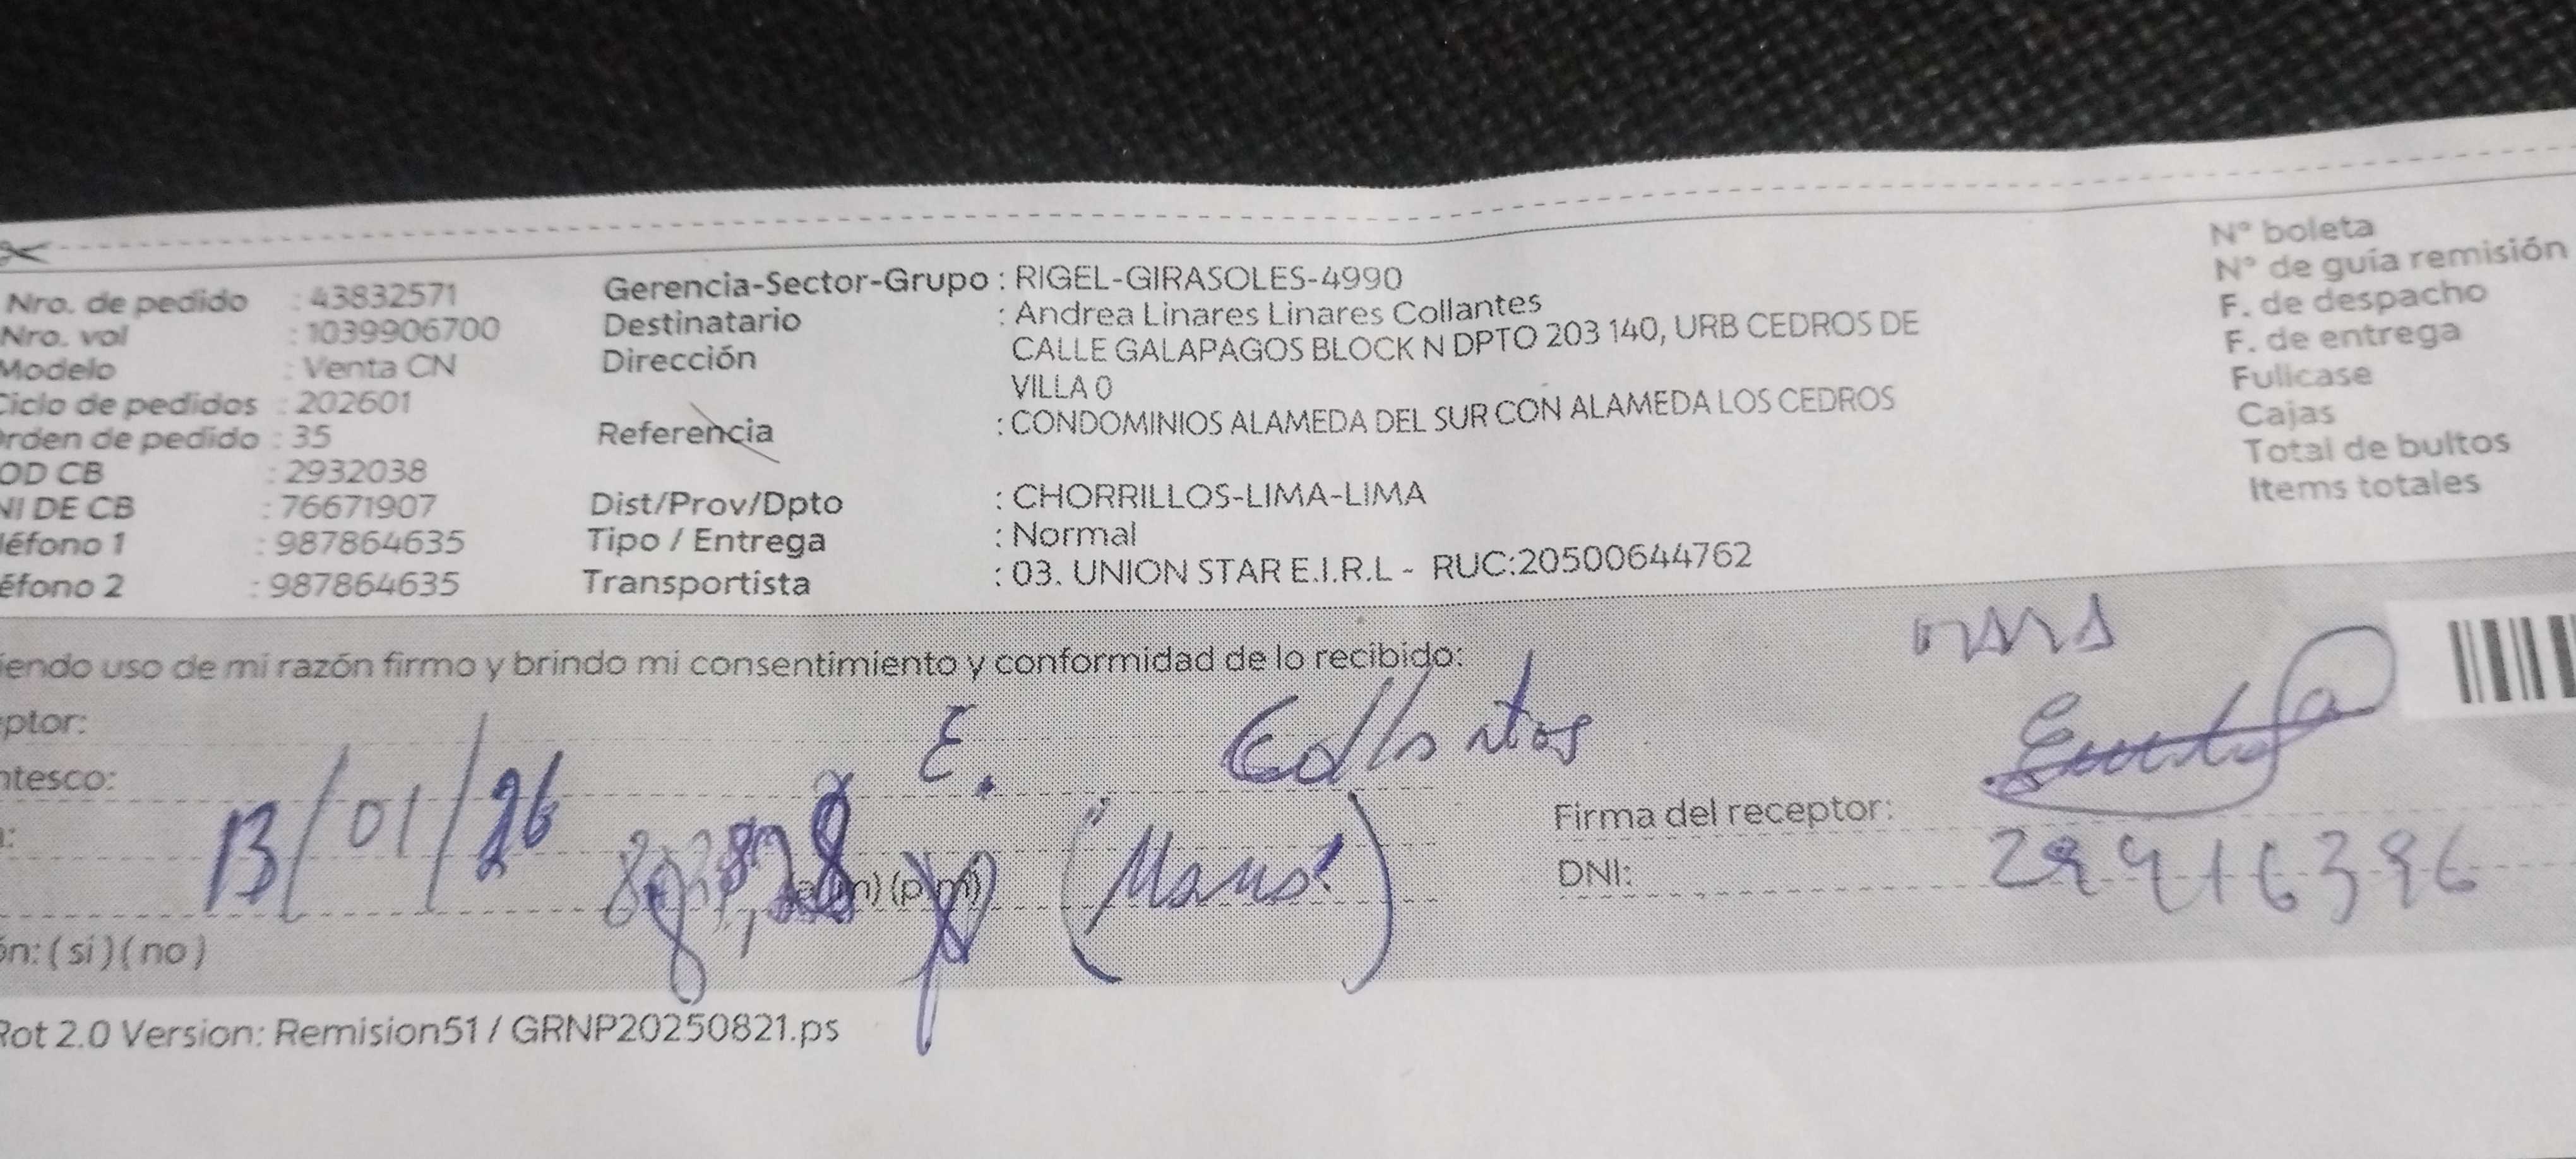 Nro. de pedido : 43832571
Nro. vol : 1039906700
Modelo : Venta CN
Ciclo de pedidos : 202601
Orden de pedido : 35
OD CB : 2932038
NI DE CB : 76671907
léfono 1 : 987864635
éfono 2 : 987864635
Gerencia-Sector-Grupo : RIGEL-GIRASOLES-4990
Destinatario : Andrea Linares Linares Collantes
Dirección CALLE GALAPAGOS BLOCK N DPTO 203 140, URB CEDROS DE
VILLA 0
Referencia : CONDOMINIOS ALAMEDA DEL SUR CON ALAMEDA LOS CEDROS
Dist/Prov/Dpto : CHORRILLOS-LIMA-LIMA
Tipo / Entrega : Normal
Transportista : 03. UNION STAR E.I.R.L - RUC:20500644762
N° boleta
N° de guía remisión
F. de despacho
F. de entrega
Fullcase
Cajas
Total de bultos
Items totales
iendo uso de mi razón firmo y brindo mi consentimiento y conformidad de lo recibido:
ptor: E. Collantes
ntesco:
13/01/26
(p.m)
Firma del receptor:
DNI: 29416396
ón: (si) (no)
Rot 2.0 Version: Remision51 / GRNP20250821.ps